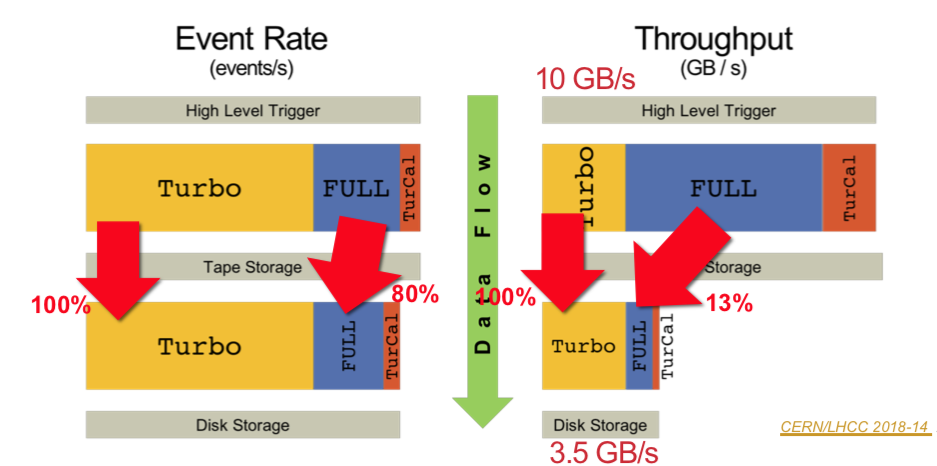 Event Rate
(events/s)
High Level Trigger
Turbo
FULL
TurCal
Tape Storage
100%
80%
Turbo
FULL
TurCal
Disk Storage
Data Flow
Throughput
(GB / s)
10 GB/s
High Level Trigger
Turbo
FULL
TurCal
Storage
100%
13%
Turbo
FULL
TurCal
Disk Storage
3.5 GB/s
CERN/LHCC 2018-14